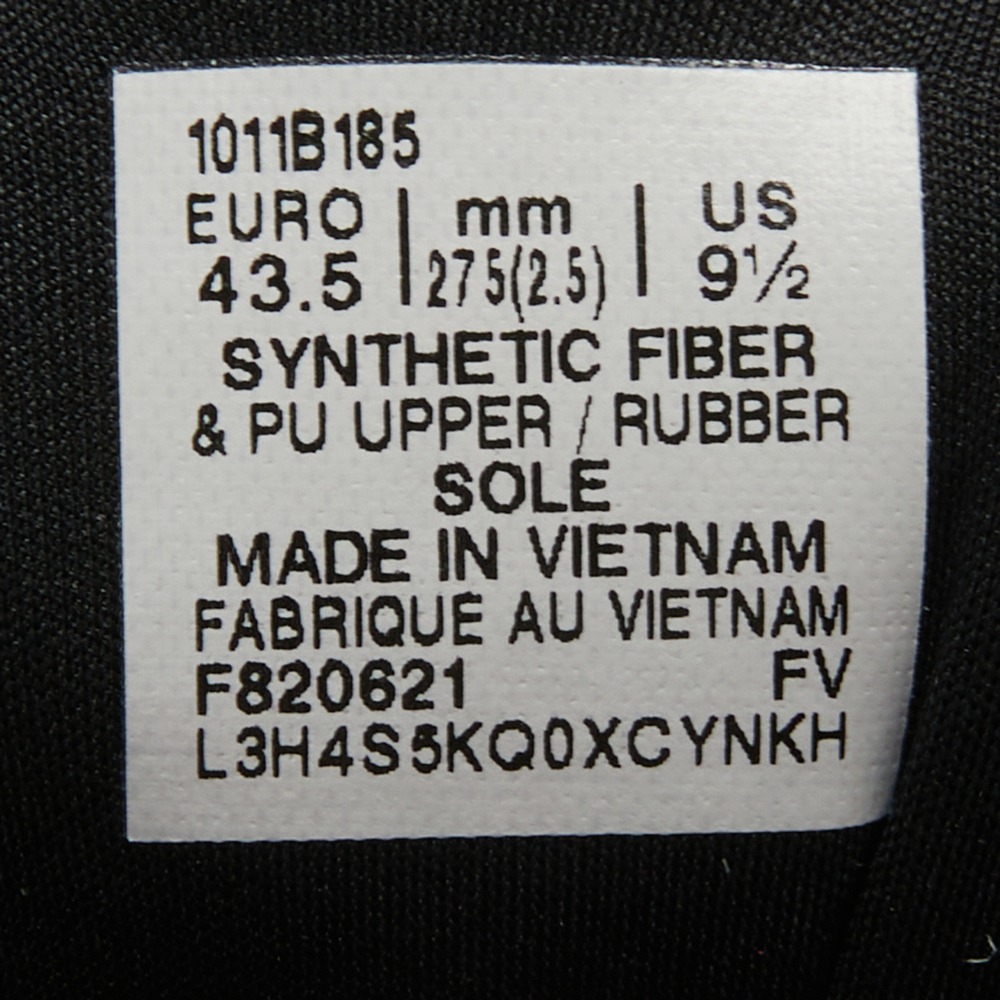 1011B185
EURO | mm | US
43.5 | 275(2.5) | 9½
SYNTHETIC FIBER
& PU UPPER / RUBBER
SOLE
MADE IN VIETNAM
FABRIQUE AU VIETNAM
F820621 FV
L3H4S5KQ0XCYNKH